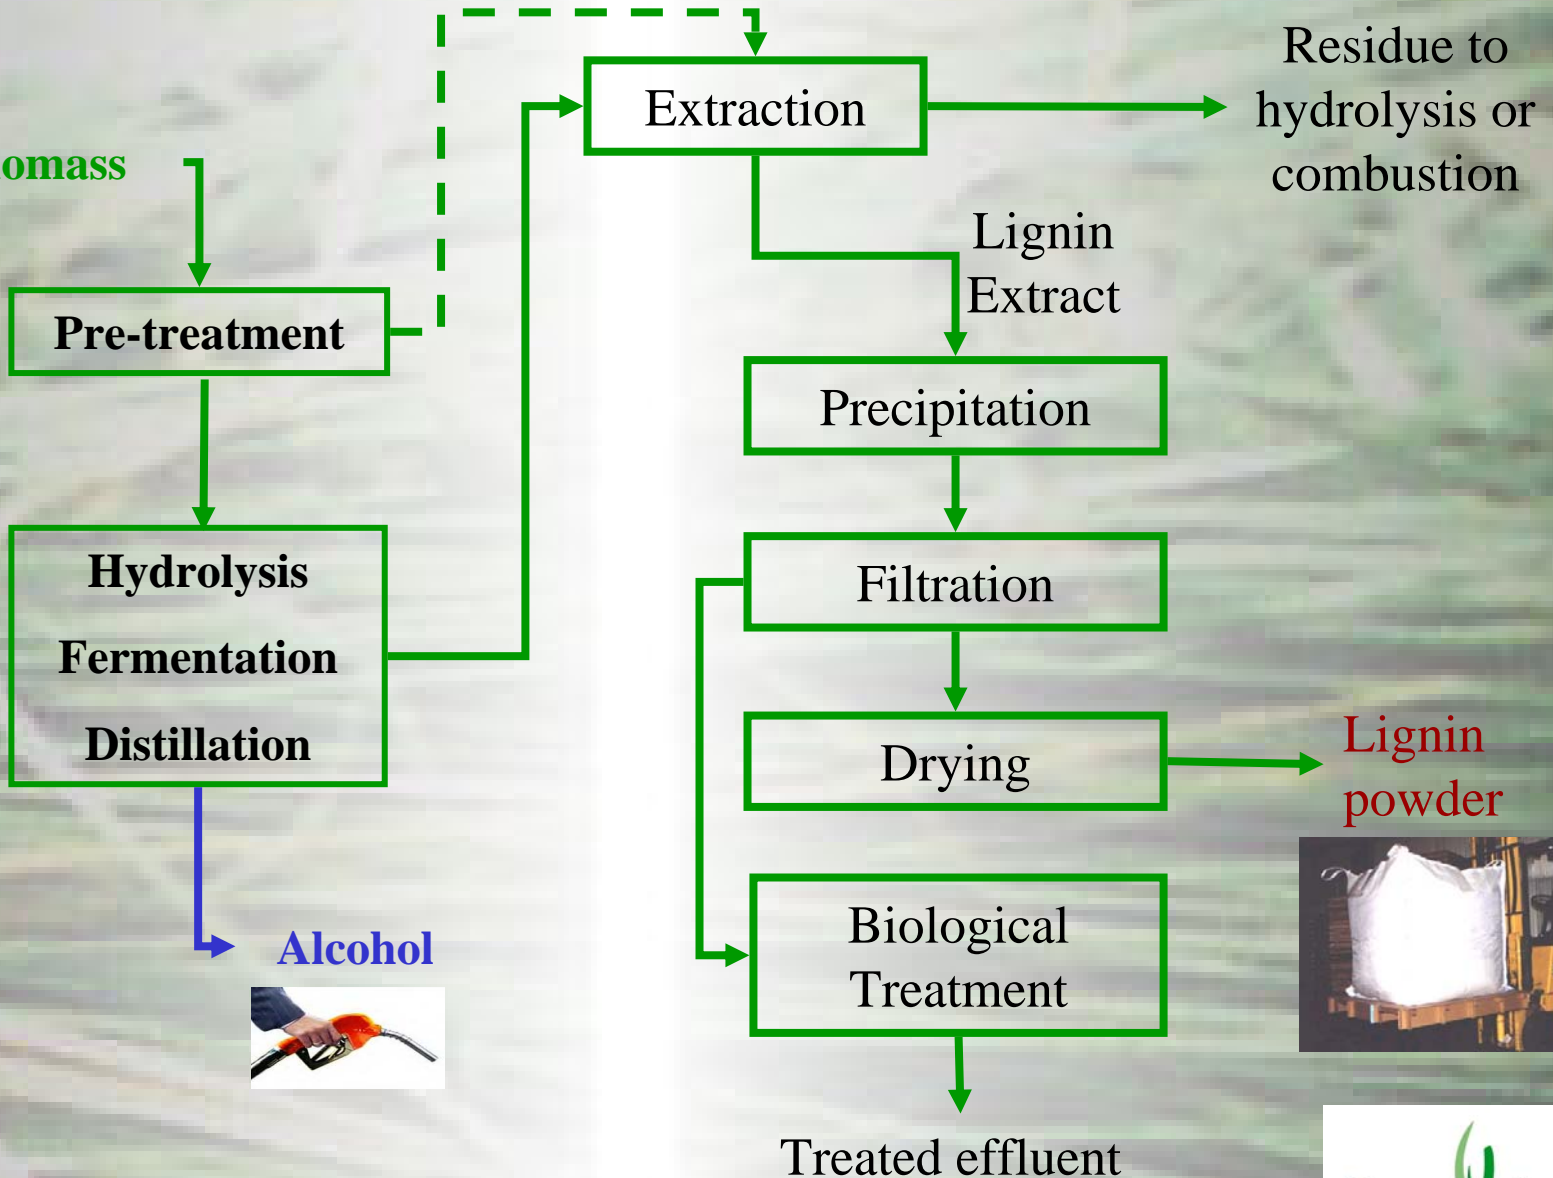 Extraction
Residue to
hydrolysis or
combustion
omass
Lignin
Extract
Pre-treatment
Precipitation
Hydrolysis
Fermentation
Distillation
Filtration
Drying
Lignin
powder
Alcohol
Biological
Treatment
Treated effluent